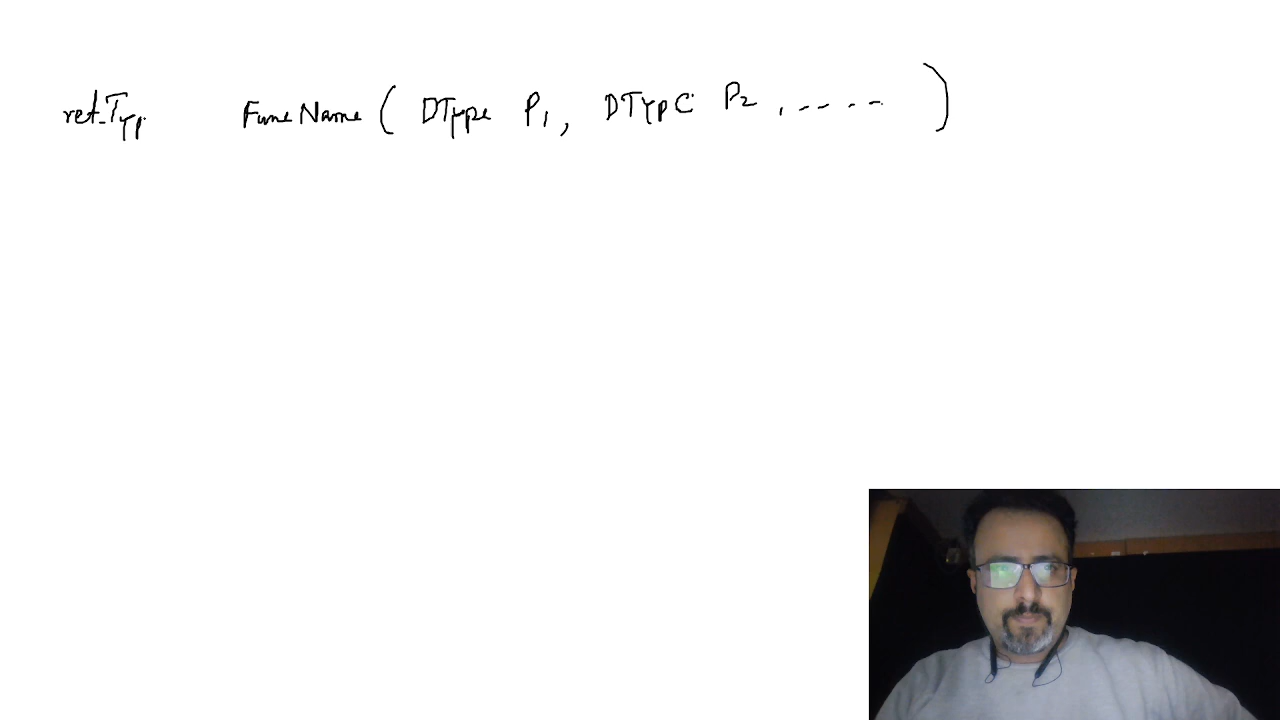 ret_Typ FuncName ( DType P1, DType P2 , ---- )